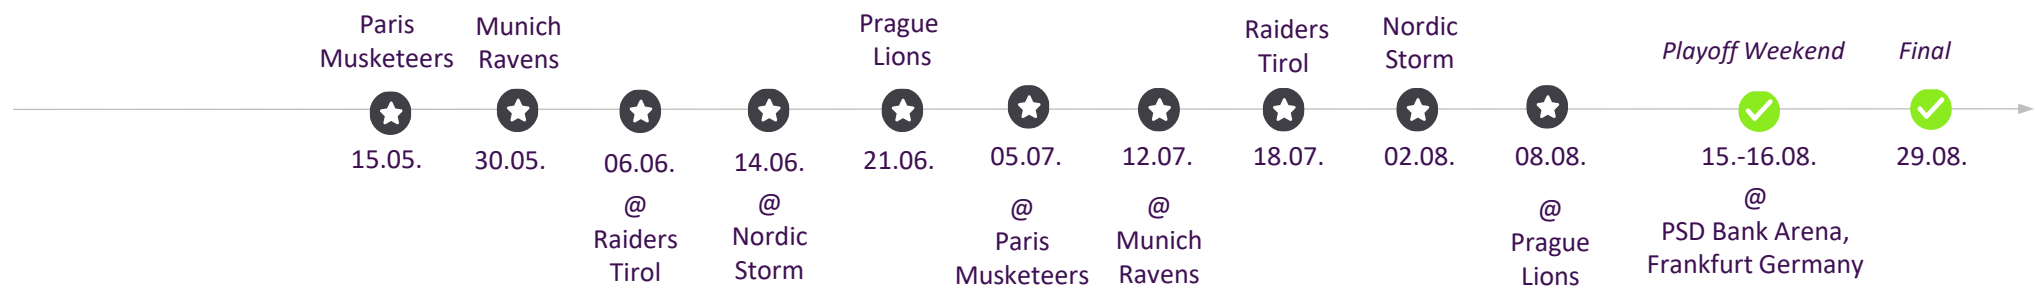 Paris
Musketeers
15.05.
Munich
Ravens
30.05.
06.06.
@
Raiders
Tirol
14.06.
@
Nordic
Storm
Prague
Lions
21.06.
05.07.
@
Paris
Musketeers
12.07.
@
Munich
Ravens
Raiders
Tirol
18.07.
Nordic
Storm
02.08.
08.08.
@
Prague
Lions
Playoff Weekend
15.-16.08.
@
PSD Bank Arena,
Frankfurt Germany
Final
29.08.